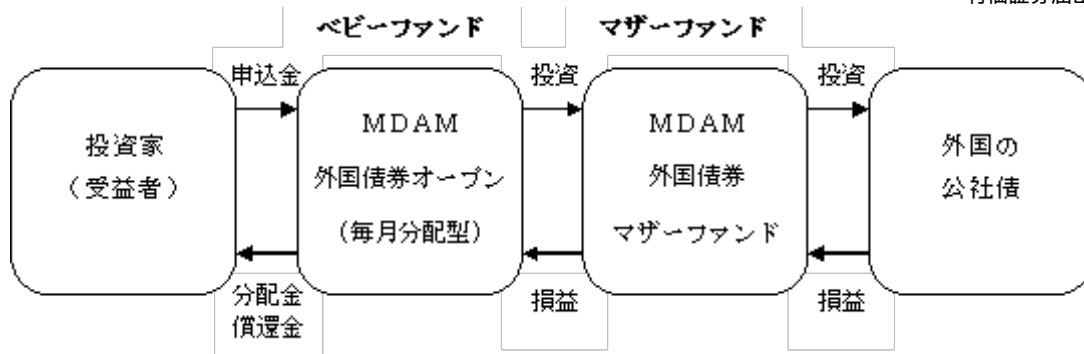 ベビーファンド
マザーファンド
申込金
投資
投資
投資家
（受益者）
MDAM
外国債券オープン
（毎月分配型）
MDAM
外国債券
マザーファンド
外国の
公社債
分配金
償還金
損益
損益